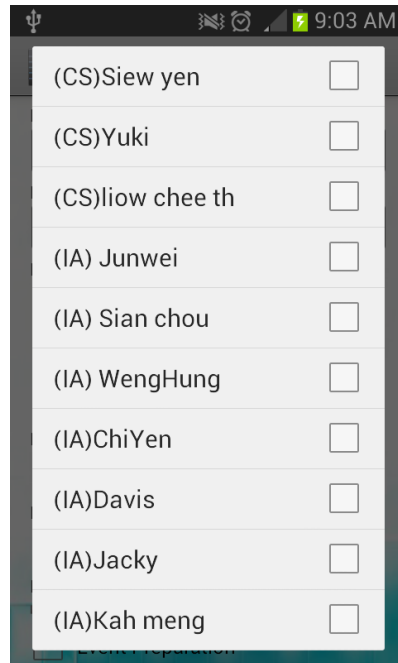 9:03 AM
(CS)Siew yen
(CS)Yuki
(CS)liow chee th
(IA) Junwei
(IA) Sian chou
(IA) WengHung
(IA)ChiYen
(IA)Davis
(IA)Jacky
(IA)Kah meng
Event Preparation